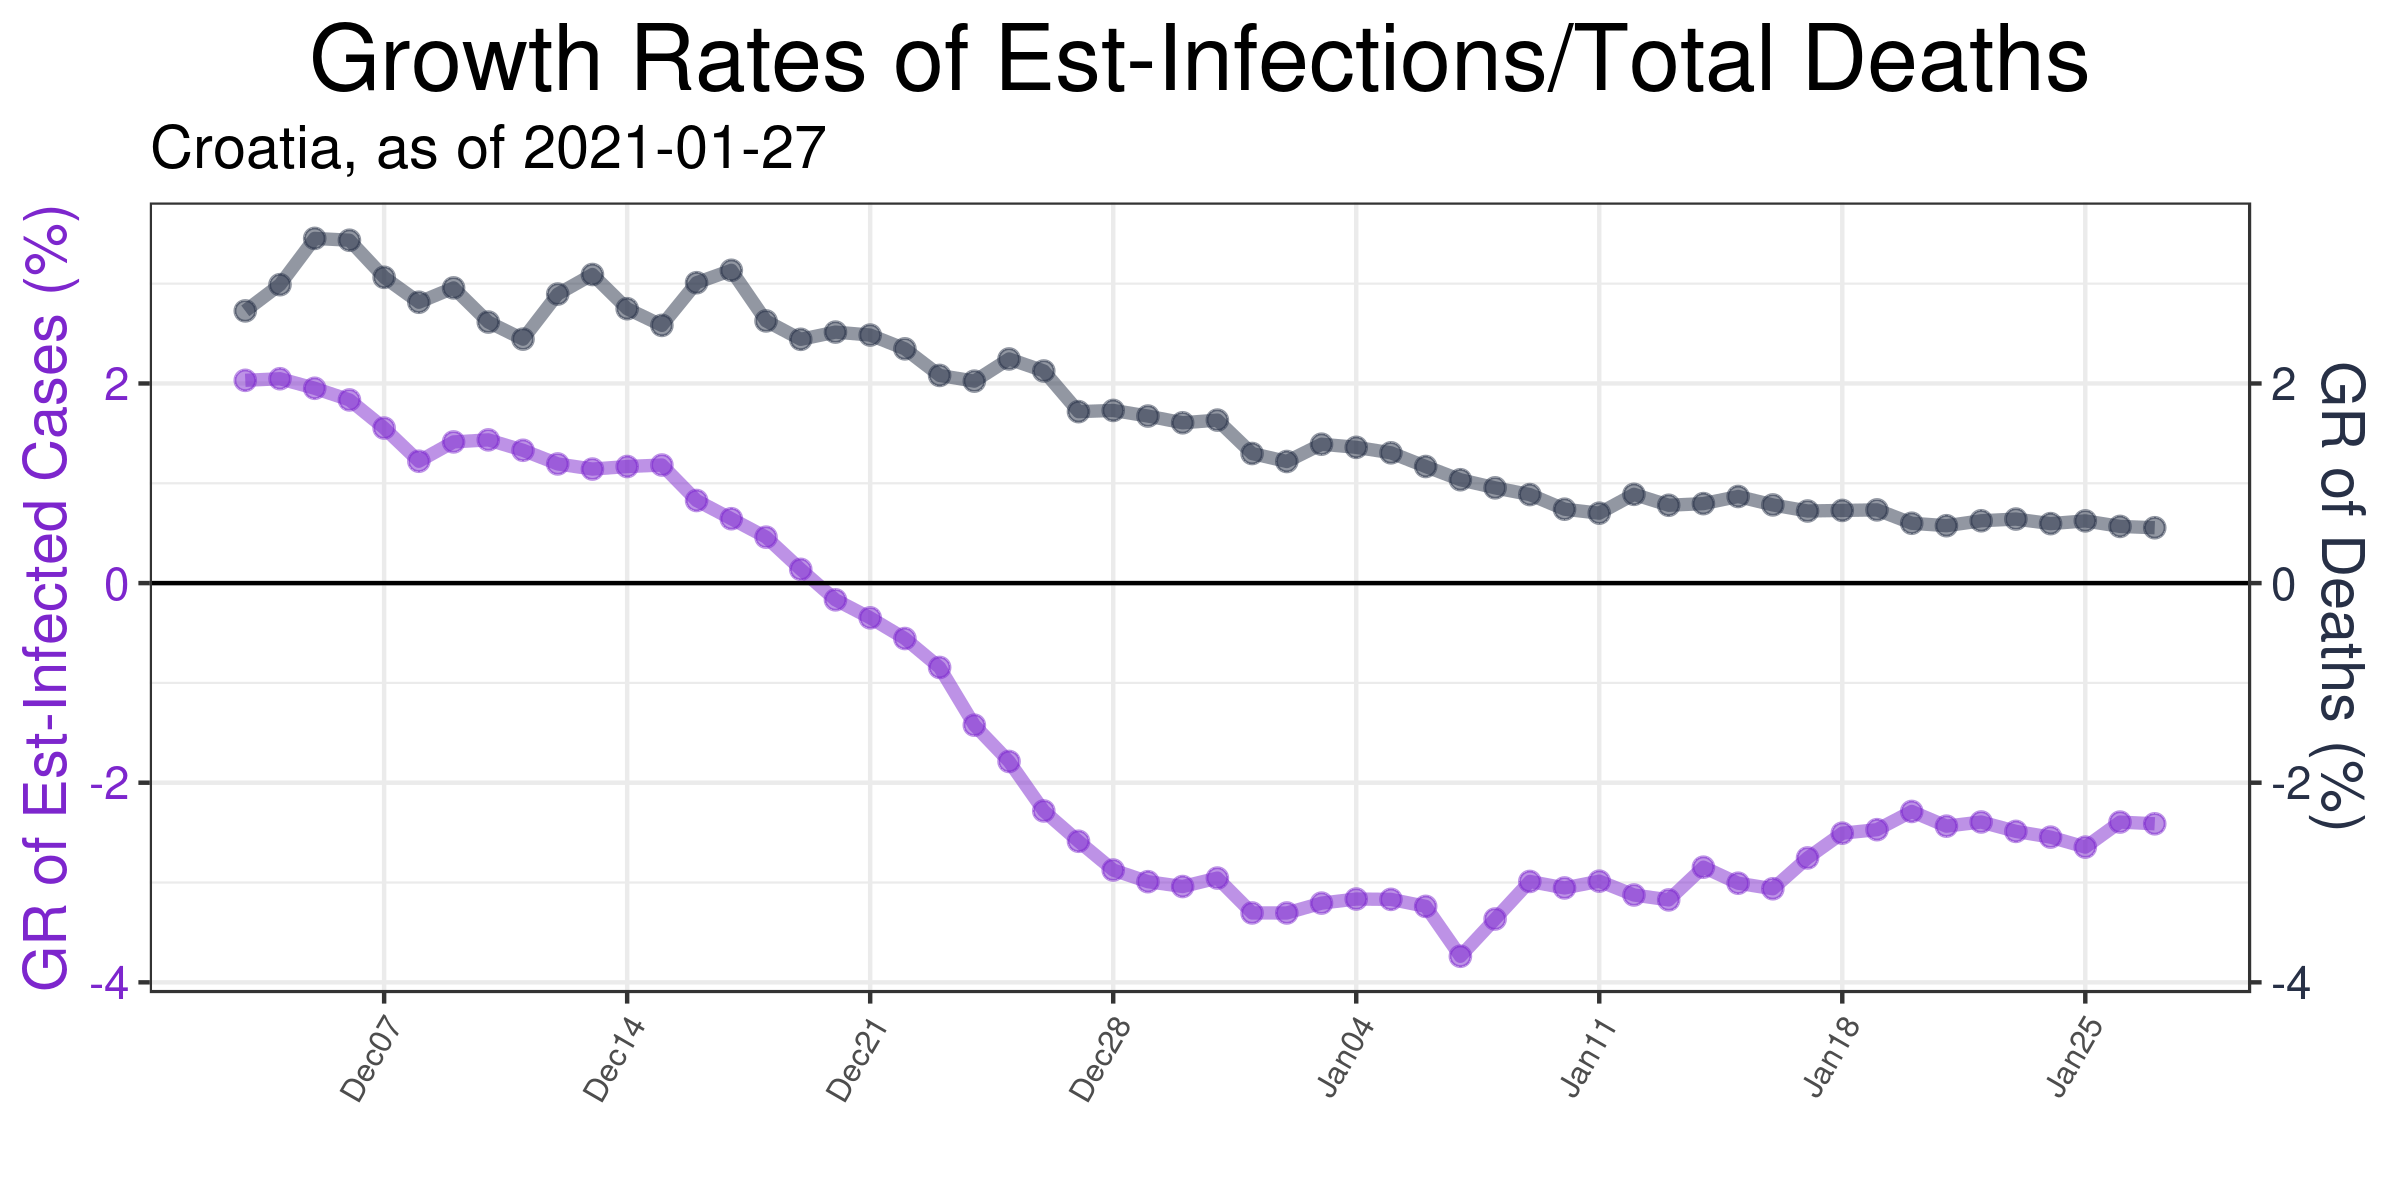 Growth Rates of Est-Infections/Total Deaths
Croatia, as of 2021-01-27
GR of Est-Infected Cases (%)
2
0
-2
-4
2
0
-2
-4
GR of Deaths (%)
Dec07
Dec14
Dec21
Dec28
Jan04
Jan11
Jan18
Jan25